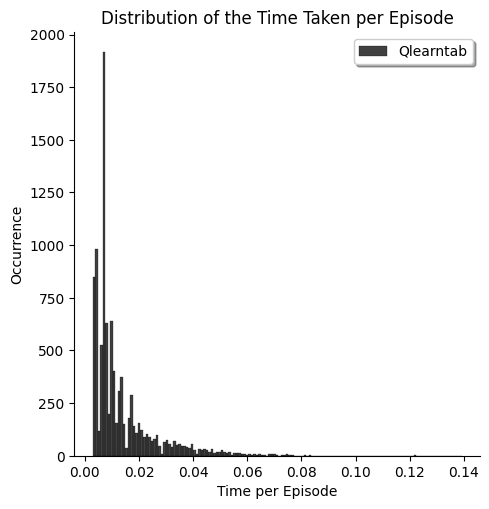 Distribution of the Time Taken per Episode
Qlearntab
Occurrence
2000
1750
1500
1250
1000
750
500
250
0
0.00 0.02 0.04 0.06 0.08 0.10 0.12 0.14
Time per Episode